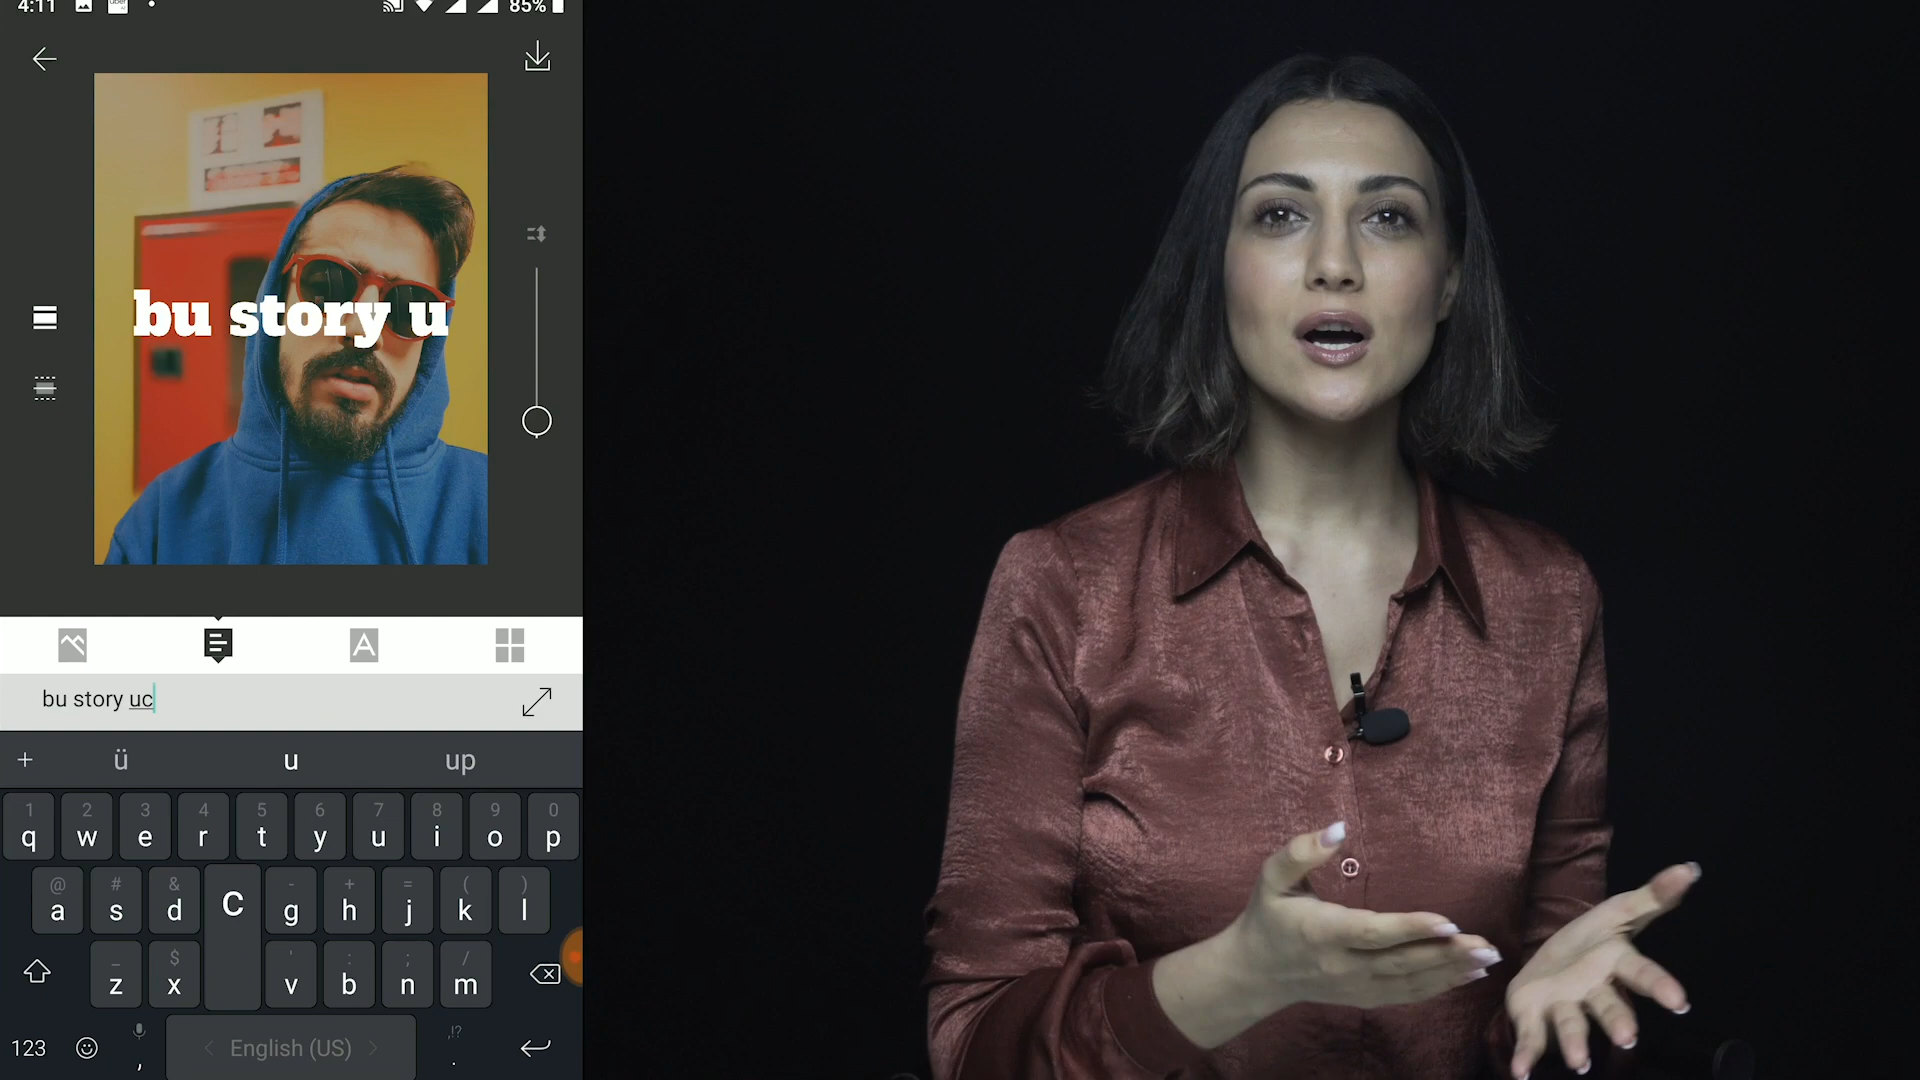 4:11
85%
bu story u
A
bu story uc
+ ü u up
1 2 3 4 5 6 7 8 9 0
q w e r t y u i o p
@ # & - + = ( )
a s d C g h j k l
_ $ ' : ; /
z x v b n m
123 , English (US) ,!? .